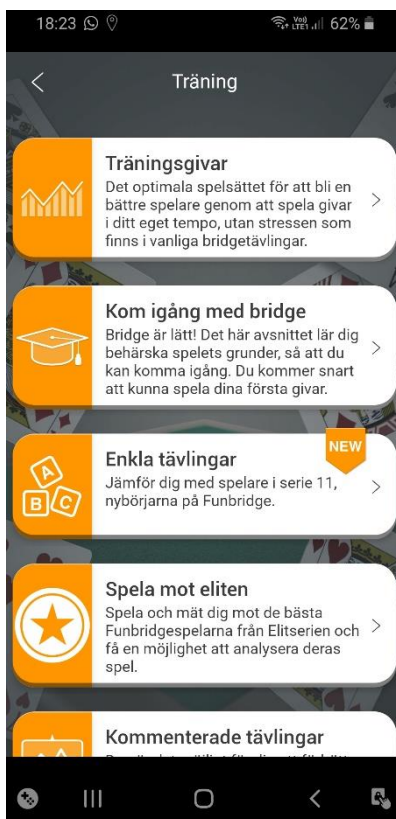 18:23 62%
Träning
Träningsgivar
Det optimala spelsättet för att bli en
bättre spelare genom att spela givar
i ditt eget tempo, utan stressen som
finns i vanliga bridgetävlingar.
Kom igång med bridge
Bridge är lätt! Det här avsnittet lär dig
behärska spelets grunder, så att du
kan komma igång. Du kommer snart
att kunna spela dina första givar.
NEW
Enkla tävlingar
Jämför dig med spelare i serie 11,
nybörjarna på Funbridge.
A
B C
Spela mot eliten
Spela och mät dig mot de bästa
Funbridgespelarna från Elitserien och
få en möjlighet att analysera deras
spel.
Kommenterade tävlingar